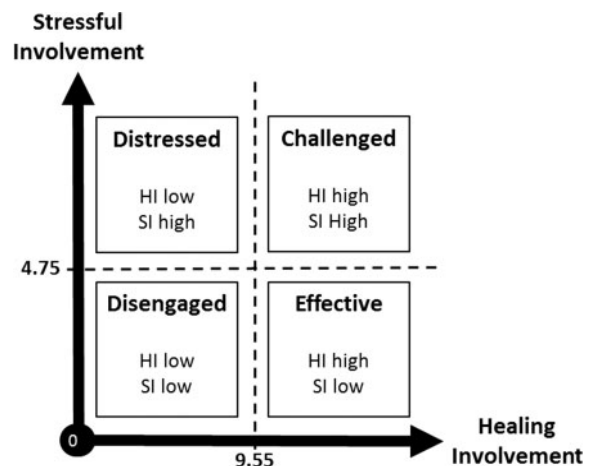 Stressful
Involvement
Distressed
HI low
SI high
Challenged
HI high
SI High
4.75
Disengaged
HI low
SI low
Effective
HI high
SI low
0
9.55
Healing
Involvement